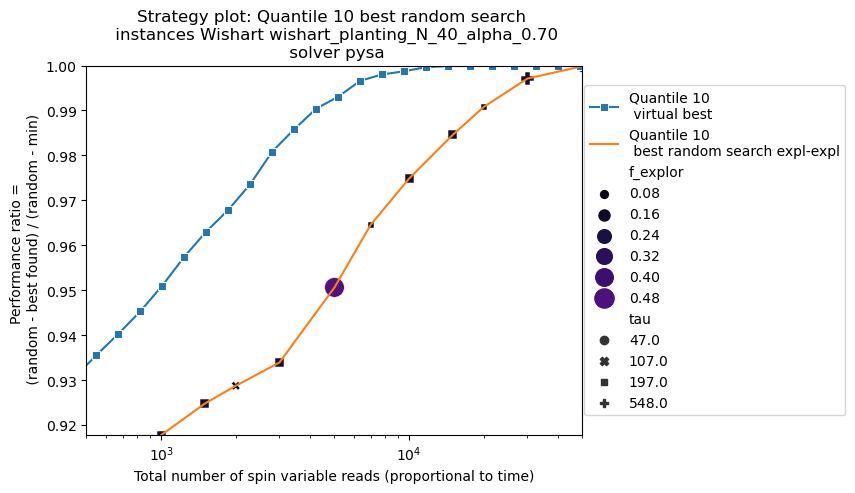 Strategy plot: Quantile 10 best random search
instances Wishart wishart_planting_N_40_alpha_0.70
solver pysa
Performance ratio =
(random - best found) / (random - min)
1.00
0.99
0.98
0.97
0.96
0.95
0.94
0.93
0.92
10^3
10^4
Total number of spin variable reads (proportional to time)
Quantile 10
virtual best
Quantile 10
best random search expl-expl
f_explor
0.08
0.16
0.24
0.32
0.40
0.48
tau
47.0
107.0
197.0
548.0